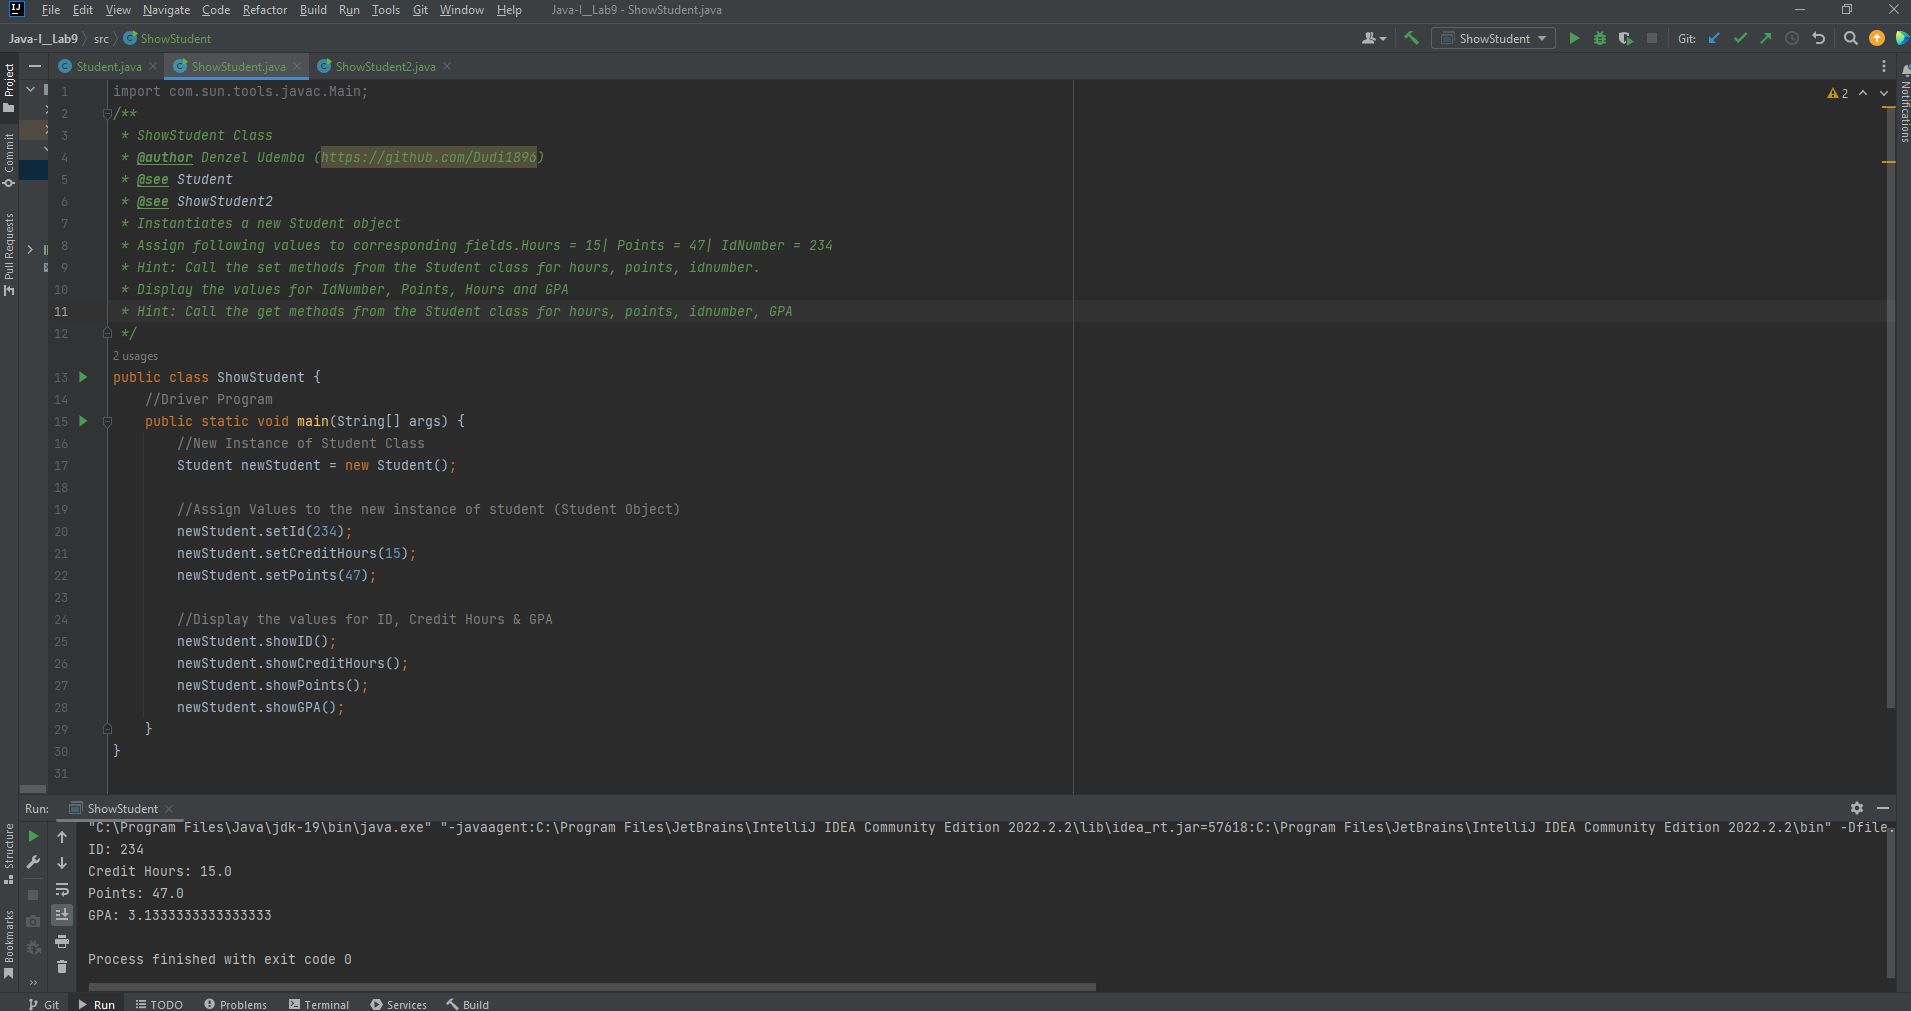 File Edit View Navigate Code Refactor Build Run Tools Git Window Help Java-I_Lab9 - ShowStudent.java
Java-I_Lab9 src ShowStudent
ShowStudent Git:
Project
Commit
Pull Requests
Structure
Bookmarks
Notifications
Student.java ShowStudent.java ShowStudent2.java
2
1 import com.sun.tools.javac.Main;
2 /**
3 * ShowStudent Class
4 * @author Denzel Udemba (https://github.com/Dudi1896)
5 * @see Student
6 * @see ShowStudent2
7 * Instantiates a new Student object
8 * Assign following values to corresponding fields.Hours = 15| Points = 47| IdNumber = 234
9 * Hint: Call the set methods from the Student class for hours, points, idnumber.
10 * Display the values for IdNumber, Points, Hours and GPA
11 * Hint: Call the get methods from the Student class for hours, points, idnumber, GPA
12 */
2 usages
13 public class ShowStudent {
14 //Driver Program
15 public static void main(String[] args) {
16 //New Instance of Student Class
17 Student newStudent = new Student();
18
19 //Assign Values to the new instance of student (Student Object)
20 newStudent.setId(234);
21 newStudent.setCreditHours(15);
22 newStudent.setPoints(47);
23
24 //Display the values for ID, Credit Hours & GPA
25 newStudent.showID();
26 newStudent.showCreditHours();
27 newStudent.showPoints();
28 newStudent.showGPA();
29 }
30 }
31
Run: ShowStudent
"C:\Program Files\Java\jdk-19\bin\java.exe" "-javaagent:C:\Program Files\JetBrains\IntelliJ IDEA Community Edition 2022.2.2\lib\idea_rt.jar=57618:C:\Program Files\JetBrains\IntelliJ IDEA Community Edition 2022.2.2\bin" -Dfile.
ID: 234
Credit Hours: 15.0
Points: 47.0
GPA: 3.1333333333333333
Process finished with exit code 0
Git Run TODO Problems Terminal Services Build